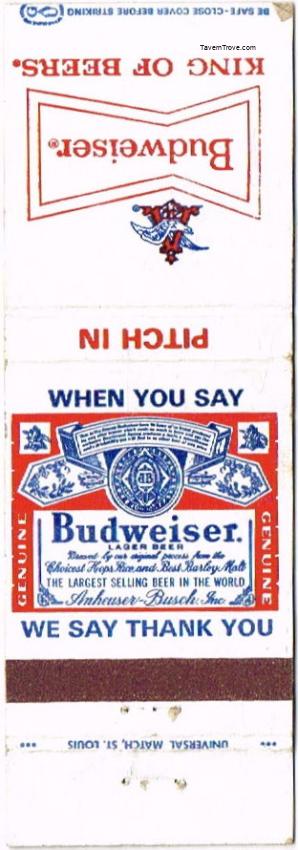 BE SAFE - CLOSE COVER BEFORE STRIKING
TavernTrove.com
KING OF BEERS.
Budweiser®
PITCH IN
WHEN YOU SAY
AB
GENUINE
Budweiser.
GENUINE
LAGER BEER
Brewed by our original process from the
Choicest Hops, Rice and Best Barley Malt
THE LARGEST SELLING BEER IN THE WORLD
Anheuser-Busch, Inc.
WE SAY THANK YOU
UNIVERSAL MATCH, ST. LOUIS